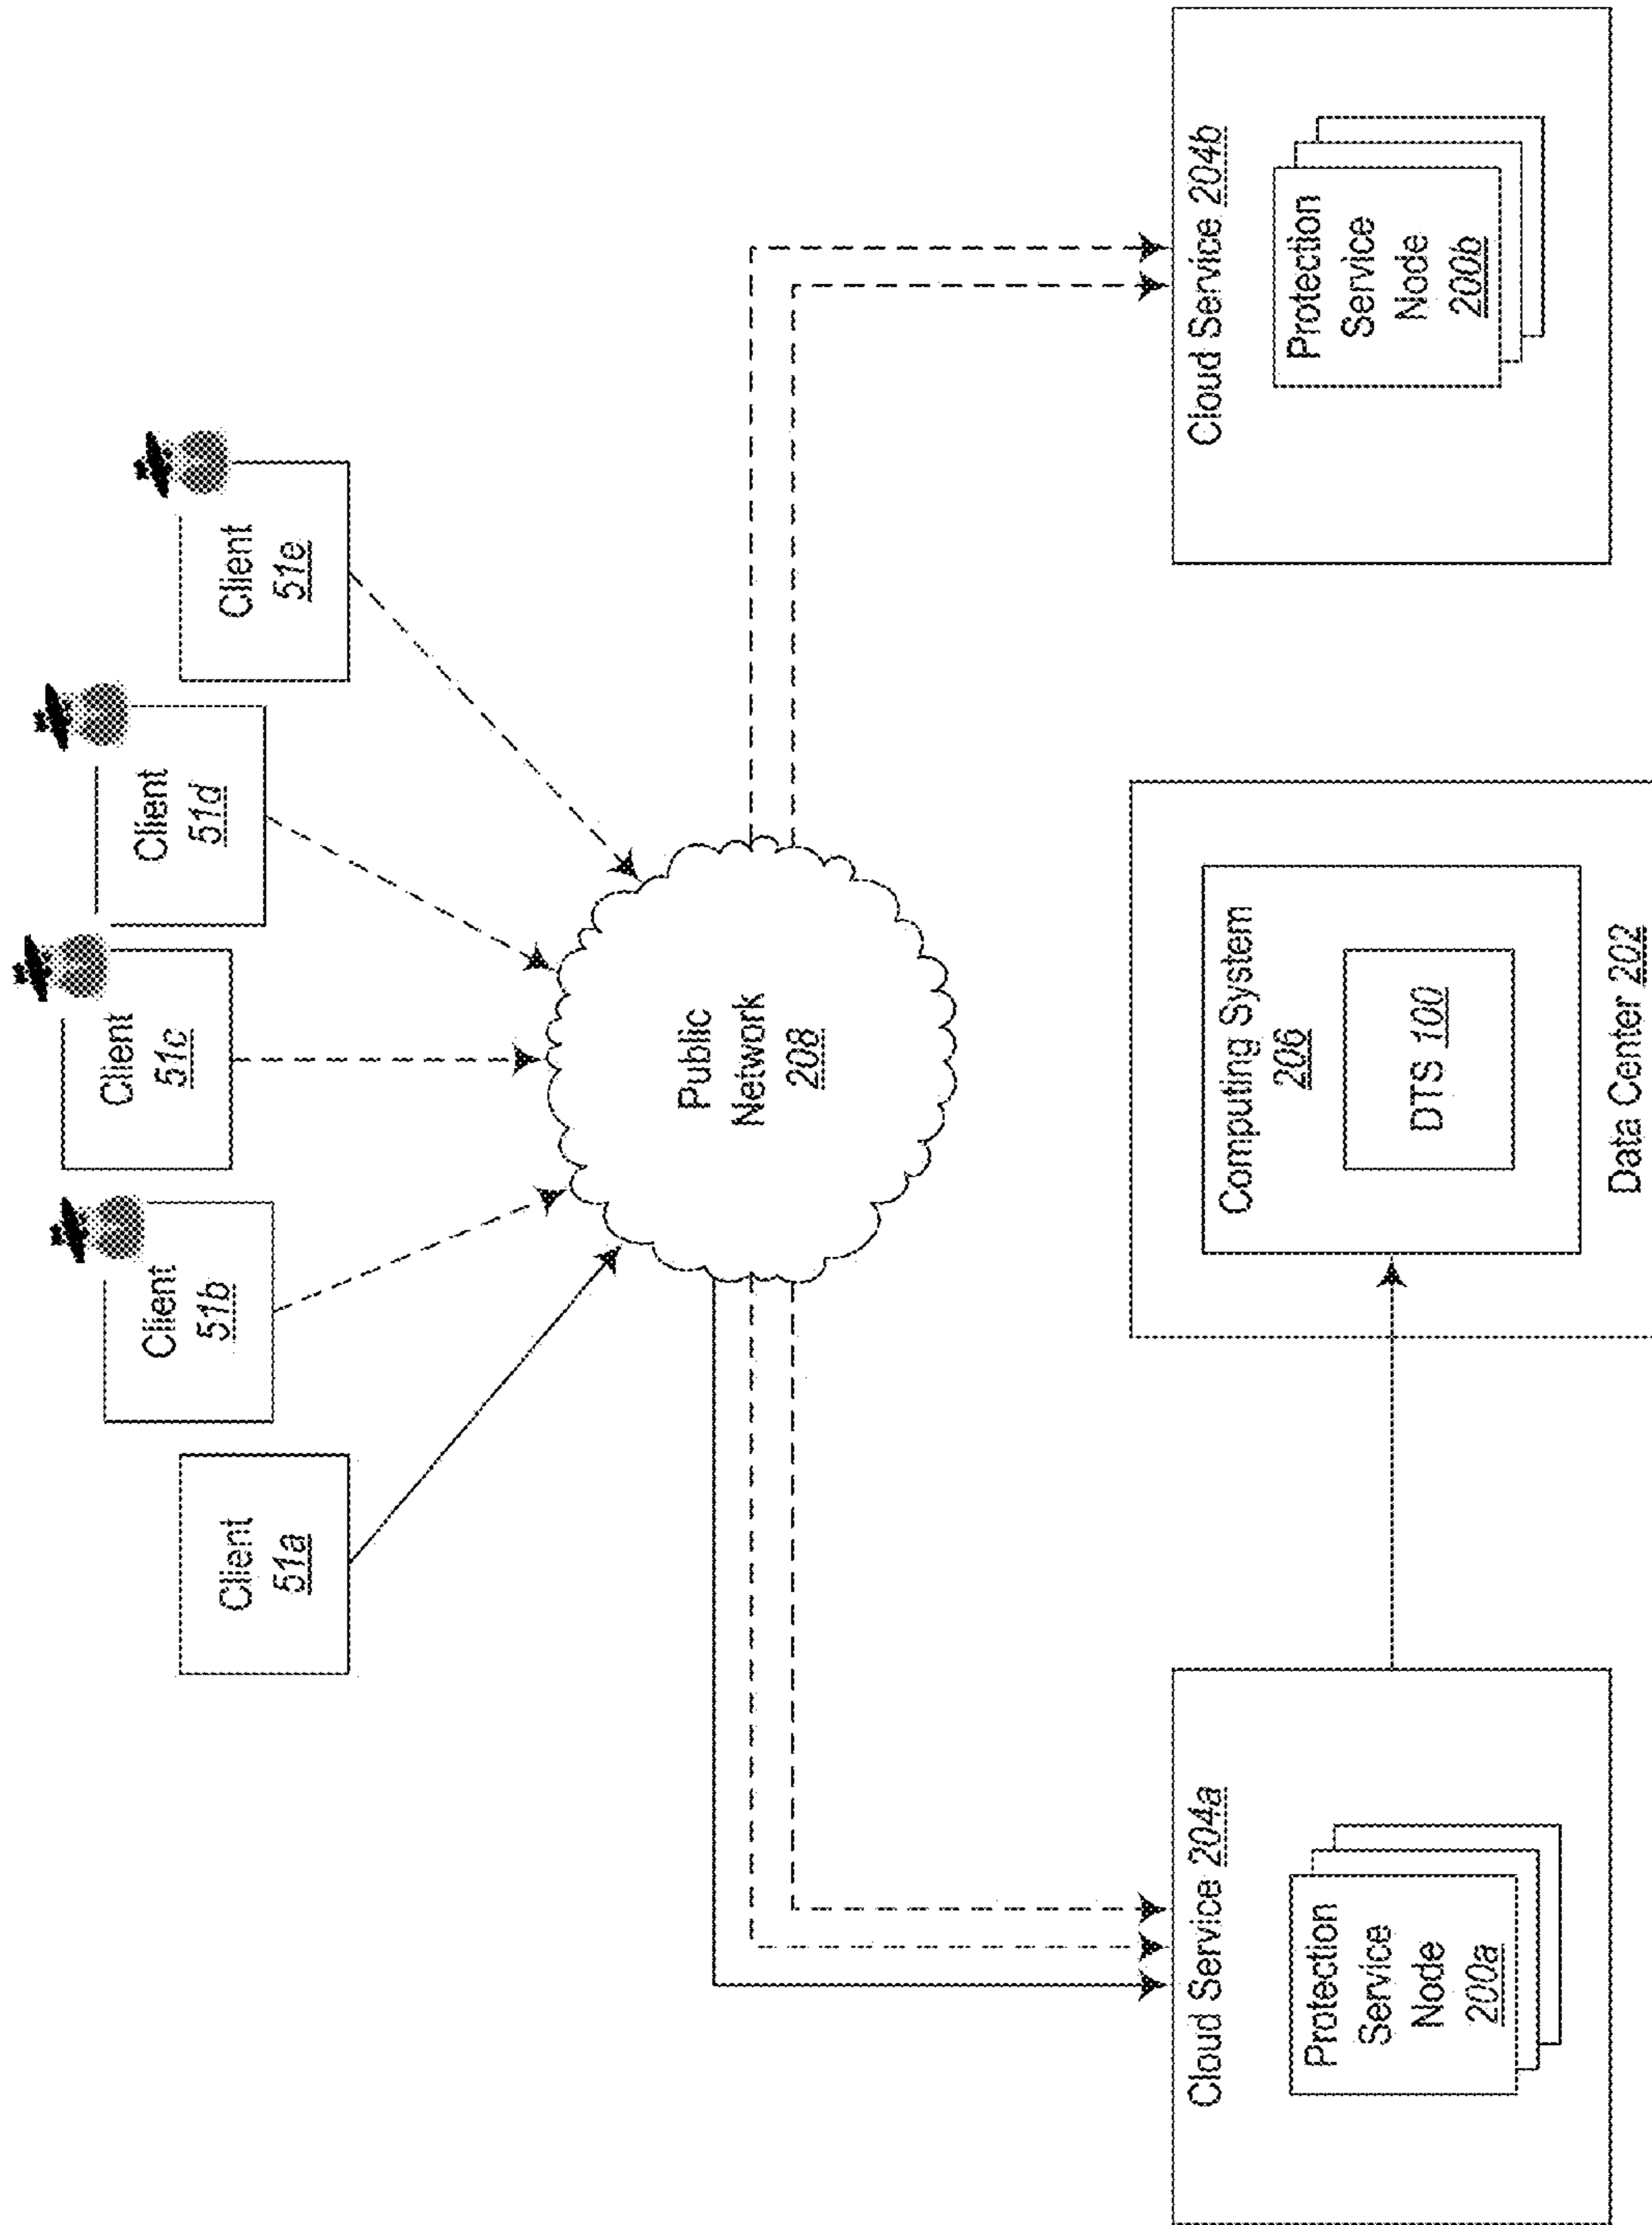 Client
51a
Client
51b
Client
51c
Client
51d
Client
51e
Public
Network
208
Cloud Service 204a
Protection
Service
Node
200a
Computing System
206
DTS 100
Data Center 202
Cloud Service 204b
Protection
Service
Node
200b